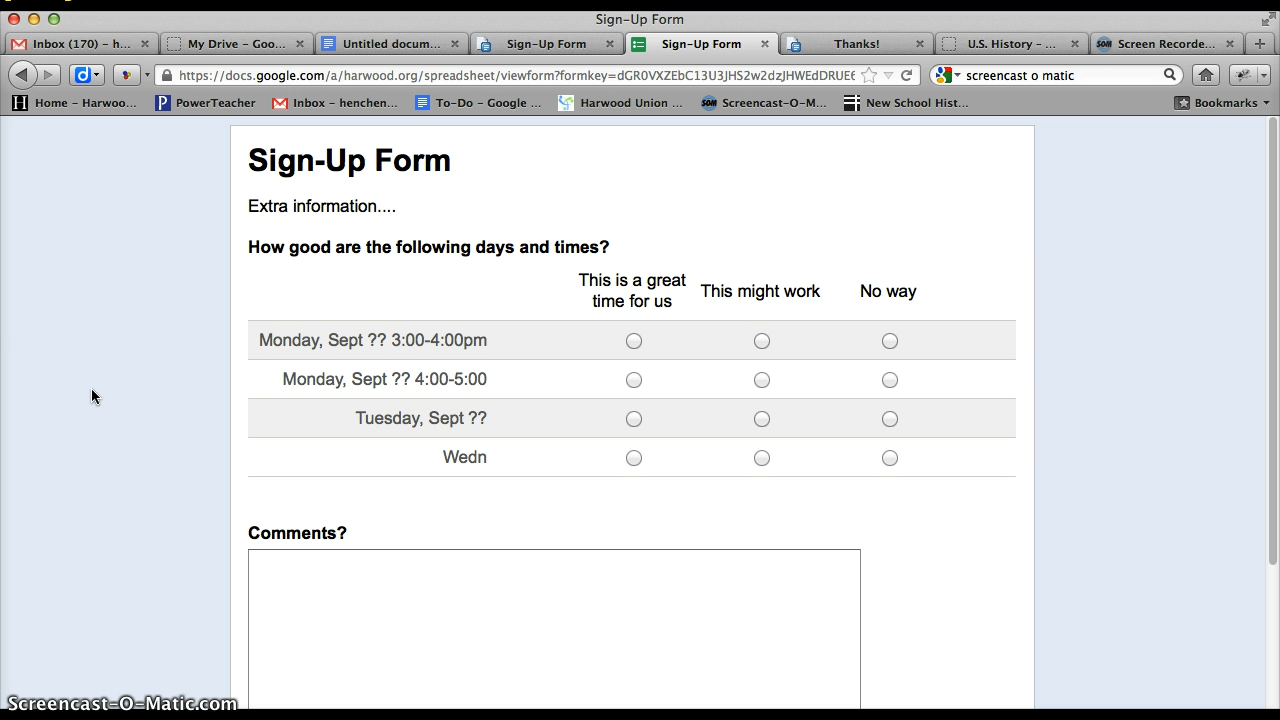 Sign-Up Form
Inbox (170) – h...
My Drive – Goo...
Untitled docum...
Sign-Up Form
Sign-Up Form
Thanks!
U.S. History – ...
Screen Recorde...
https://docs.google.com/a/harwood.org/spreadsheet/viewform?formkey=dGR0VXZEbC13U3JHS2w2dzJHWEdDRUE6
screencast o matic
Home – Harwoo...
PowerTeacher
Inbox – henchen...
To-Do – Google ...
Harwood Union ...
Screencast-O-M...
New School Hist...
Bookmarks
Sign-Up Form
Extra information....
How good are the following days and times?
This is a great
time for us
This might work
No way
Monday, Sept ?? 3:00-4:00pm
Monday, Sept ?? 4:00-5:00
Tuesday, Sept ??
Wedn
Comments?
Screencast-O-Matic.com